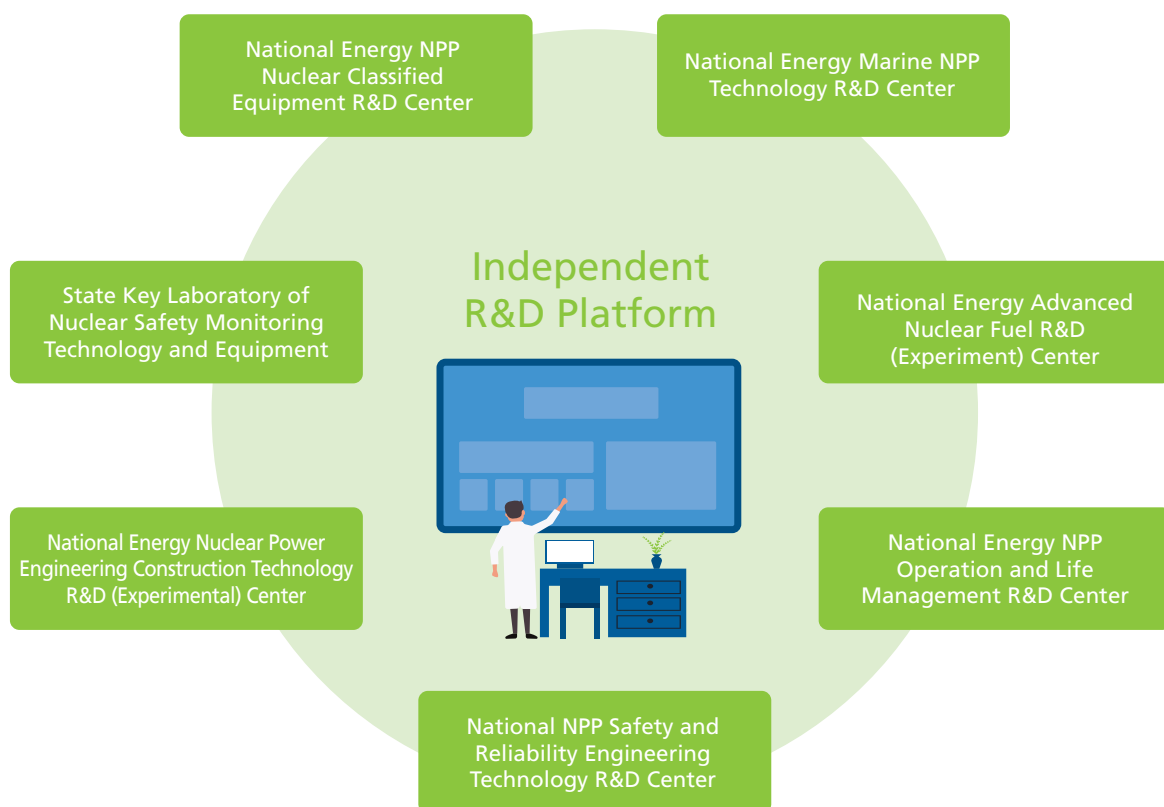 National Energy NPP
Nuclear Classified
Equipment R&D Center
National Energy Marine NPP
Technology R&D Center
Independent
R&D Platform
State Key Laboratory of
Nuclear Safety Monitoring
Technology and Equipment
National Energy Advanced
Nuclear Fuel R&D
(Experiment) Center
National Energy Nuclear Power
Engineering Construction Technology
R&D (Experimental) Center
National Energy NPP
Operation and Life
Management R&D Center
National NPP Safety and
Reliability Engineering
Technology R&D Center